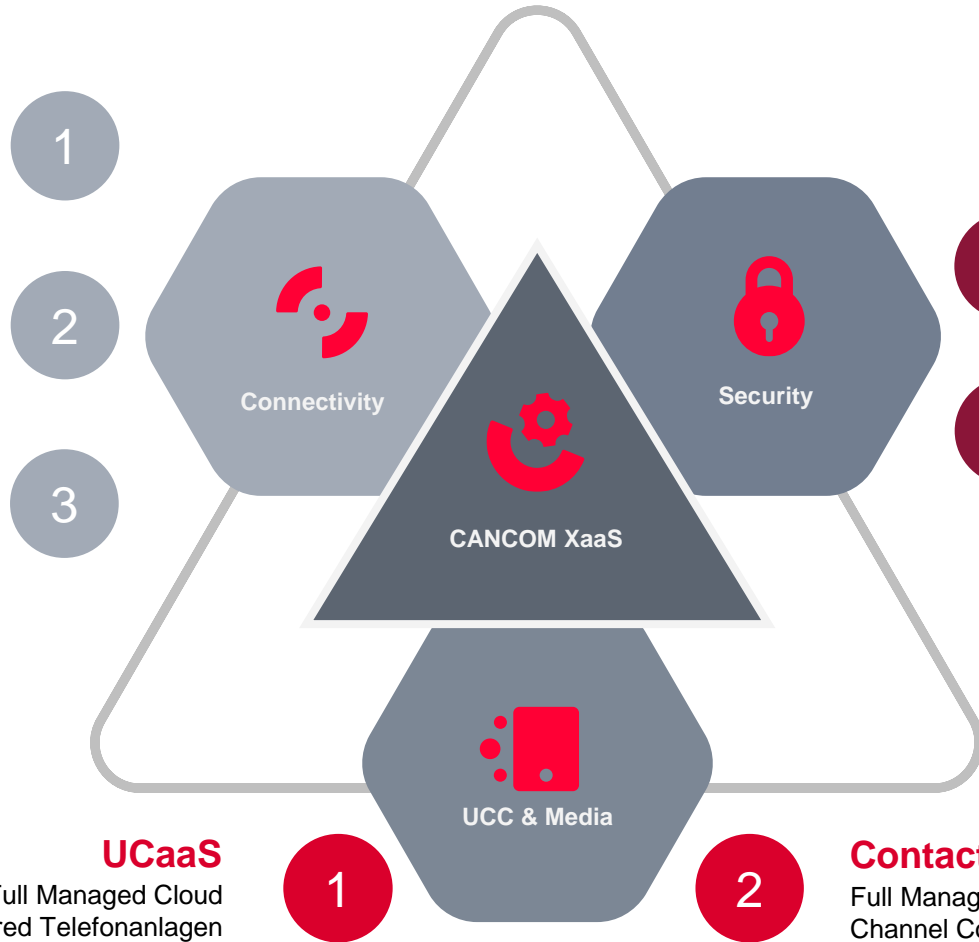 1
2
Connectivity
Security
3
CANCOM XaaS
UCC & Media
UCaaS
Full Managed Cloud
red Telefonanlagen
1
2
Contact
Full Manag
Channel Co